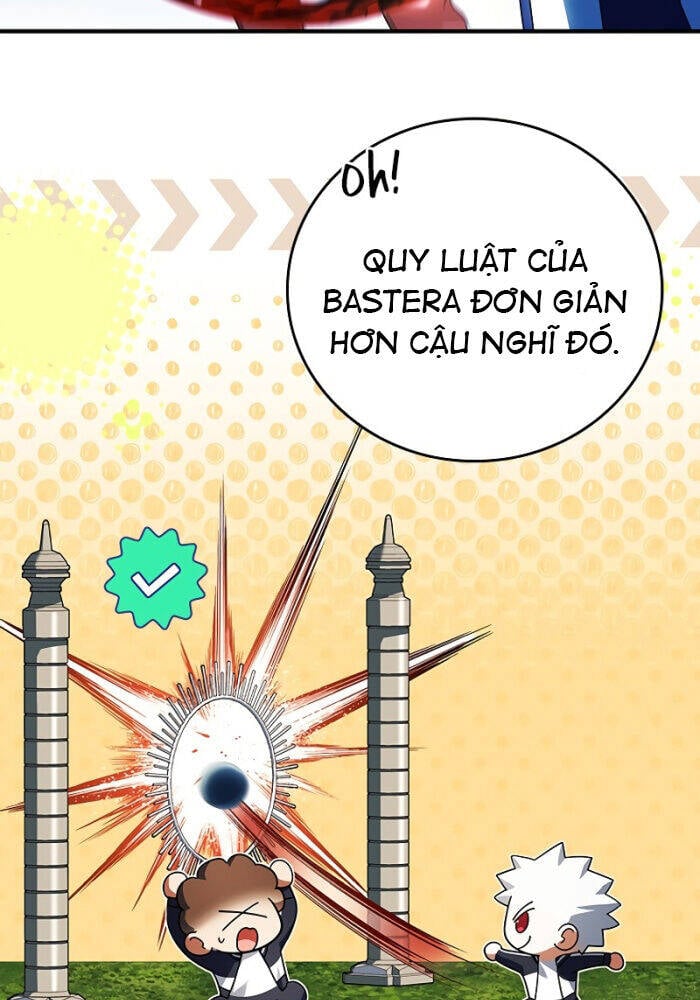 oh!
QUY LUẬT CỦA
BASTERA ĐƠN GIẢN
HƠN CẬU NGHĨ ĐÓ.